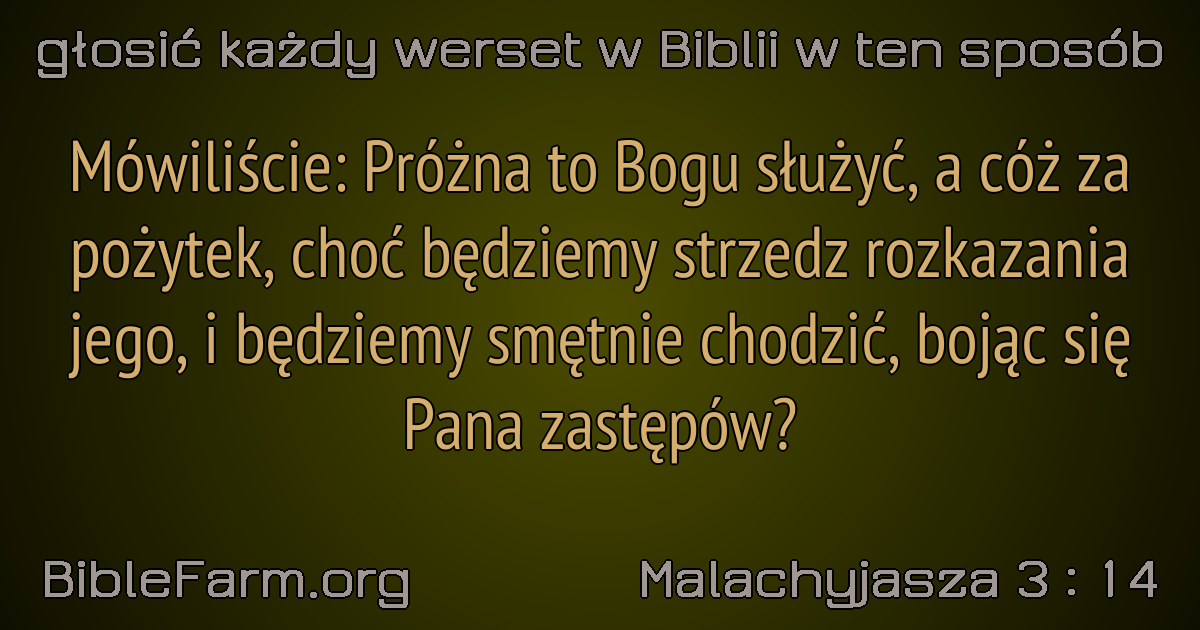 głosić każdy werset w Biblii w ten sposób
Mówiliście: Próżna to Bogu służyć, a cóż za
pożytek, choć będziemy strzedz rozkazania
jego, i będziemy smętnie chodzić, bojąc się
Pana zastępów?
BibleFarm.org
Malachyjasza 3 : 14